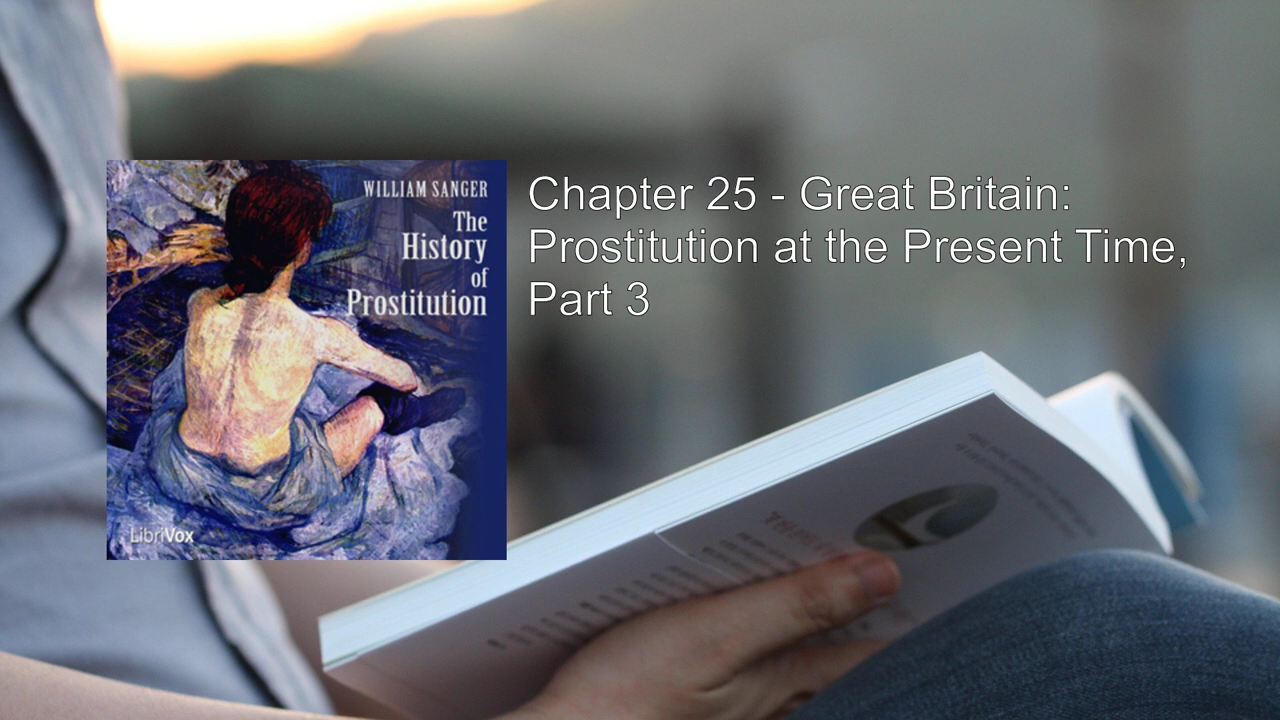 WILLIAM SANGER
The
History
of
Prostitution
LibriVox
Chapter 25 - Great Britain:
Prostitution at the Present Time,
Part 3